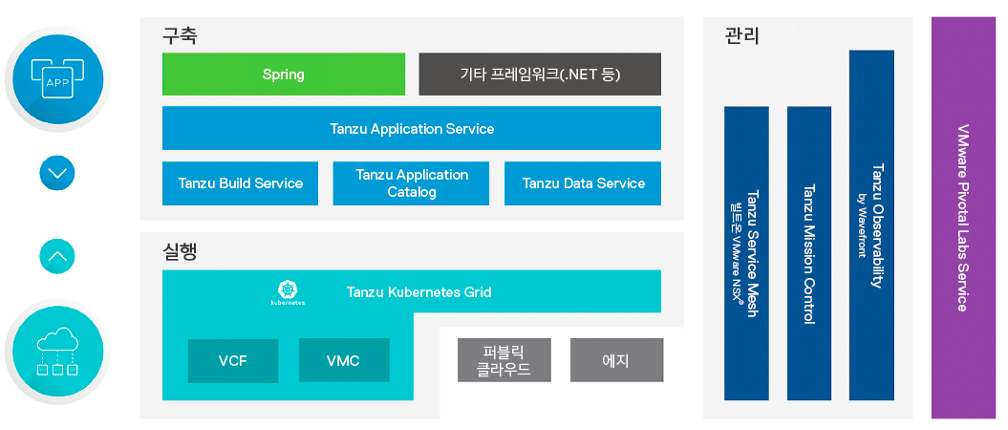 APP
구축
Spring
기타 프레임워크(.NET 등)
Tanzu Application Service
Tanzu Build Service
Tanzu Application
Catalog
Tanzu Data Service
실행
kubernetes
Tanzu Kubernetes Grid
VCF
VMC
퍼블릭
클라우드
에지
관리
Tanzu Service Mesh
빌트온 VMware NSX®
Tanzu Mission Control
Tanzu Observability
by Wavefront
VMware Pivotal Labs Service